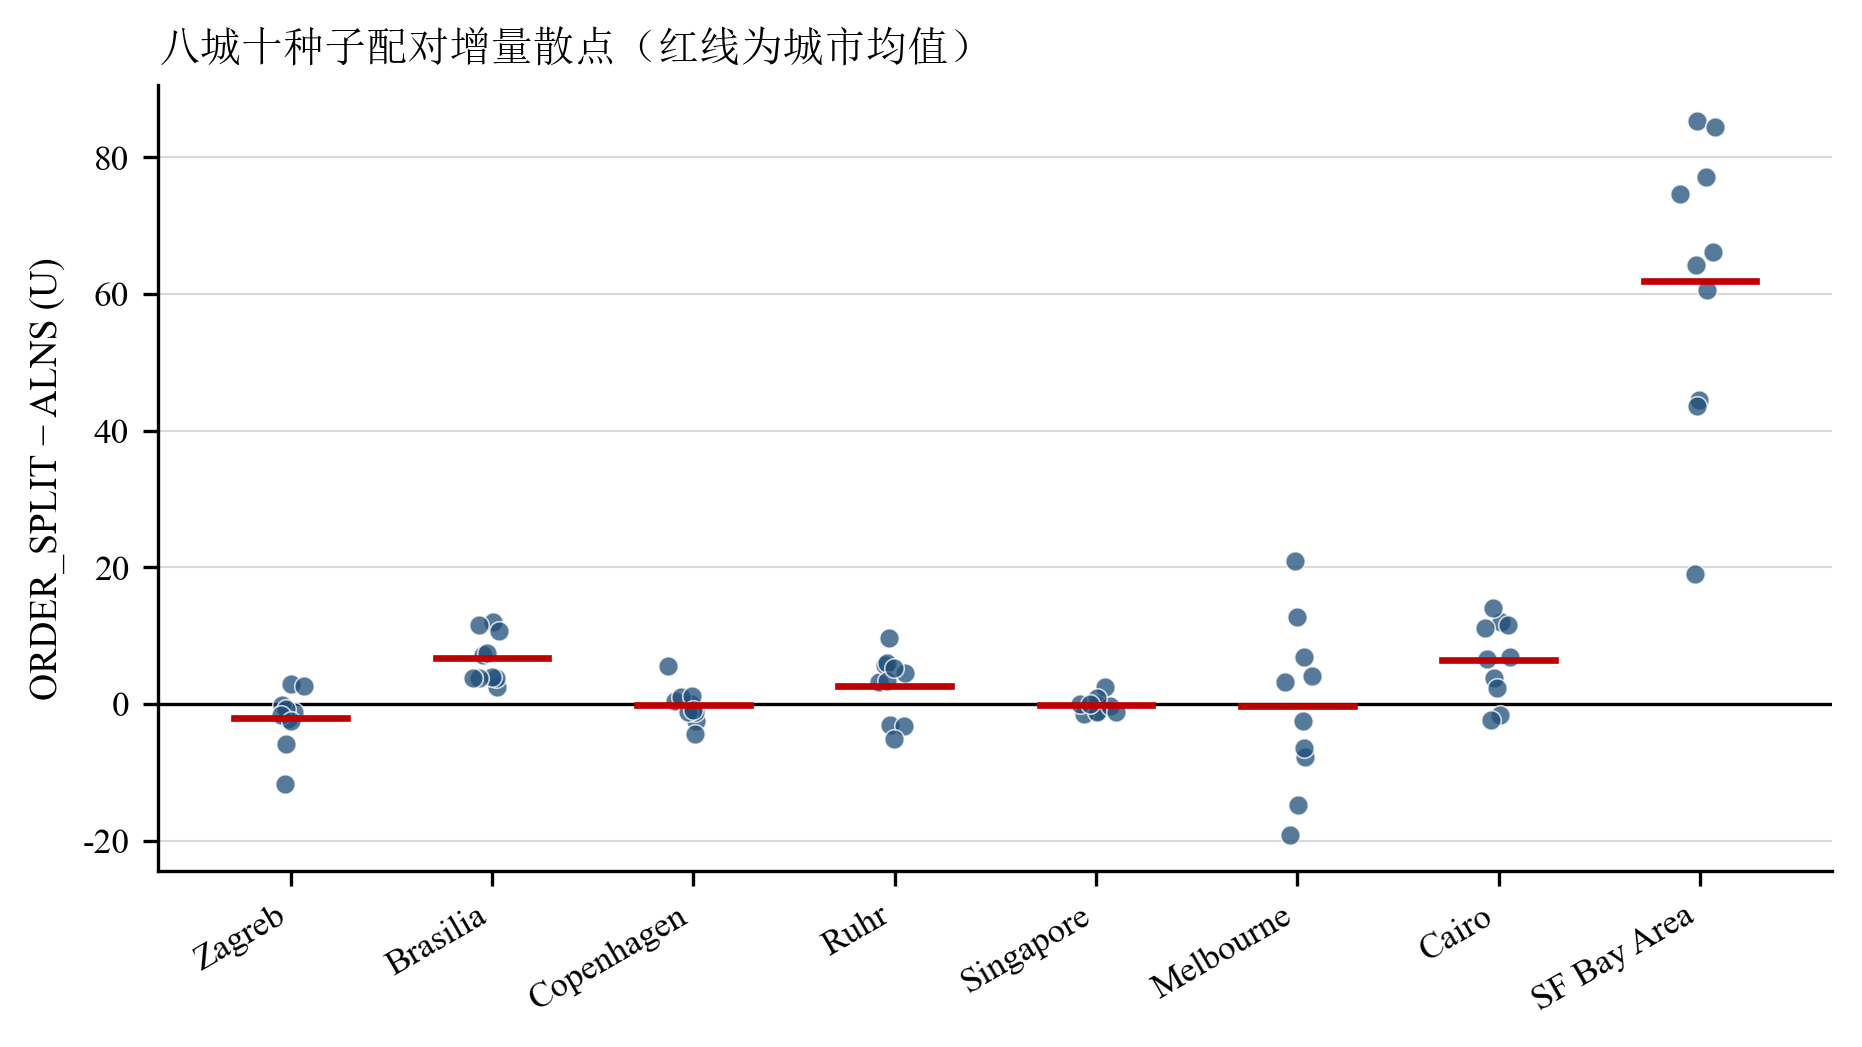 八城十种子配对增量散点（红线为城市均值）
ORDER_SPLIT − ALNS (U)
80
60
40
20
0
-20
Zagreb
Brasilia
Copenhagen
Ruhr
Singapore
Melbourne
Cairo
SF Bay Area